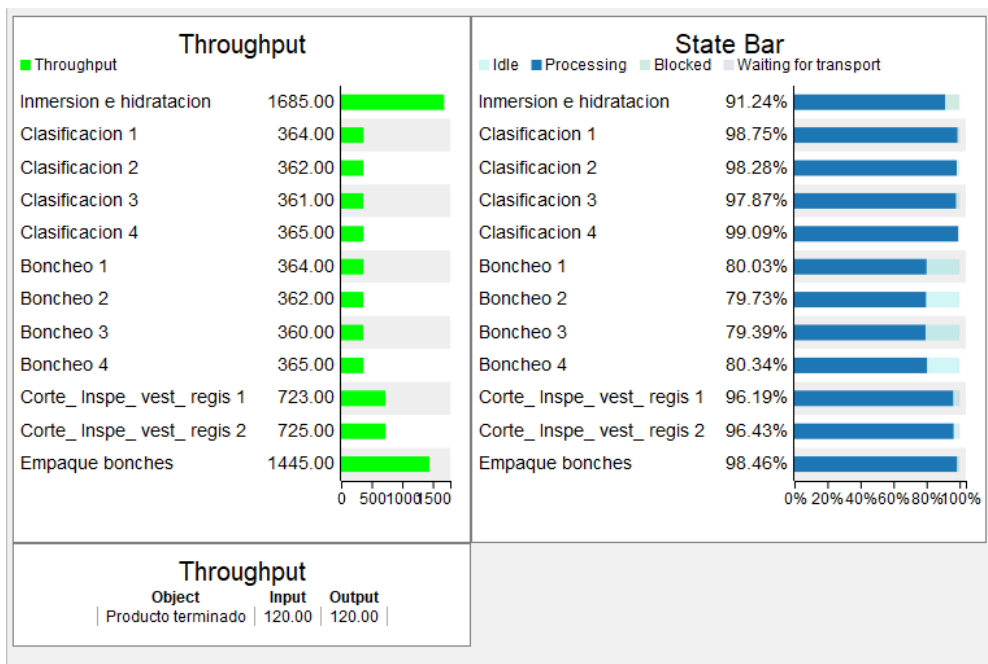 Throughput
Throughput
Inmersion e hidratacion 1685.00
Clasificacion 1 364.00
Clasificacion 2 362.00
Clasificacion 3 361.00
Clasificacion 4 365.00
Boncheo 1 364.00
Boncheo 2 362.00
Boncheo 3 360.00
Boncheo 4 365.00
Corte_ Inspe_ vest_ regis 1 723.00
Corte_ Inspe_ vest_ regis 2 725.00
Empaque bonches 1445.00
0 500 1000 1500
State Bar
Idle Processing Blocked Waiting for transport
Inmersion e hidratacion 91.24%
Clasificacion 1 98.75%
Clasificacion 2 98.28%
Clasificacion 3 97.87%
Clasificacion 4 99.09%
Boncheo 1 80.03%
Boncheo 2 79.73%
Boncheo 3 79.39%
Boncheo 4 80.34%
Corte_ Inspe_ vest_ regis 1 96.19%
Corte_ Inspe_ vest_ regis 2 96.43%
Empaque bonches 98.46%
0% 20% 40% 60% 80% 100%
Throughput
Object Input Output
Producto terminado 120.00 120.00